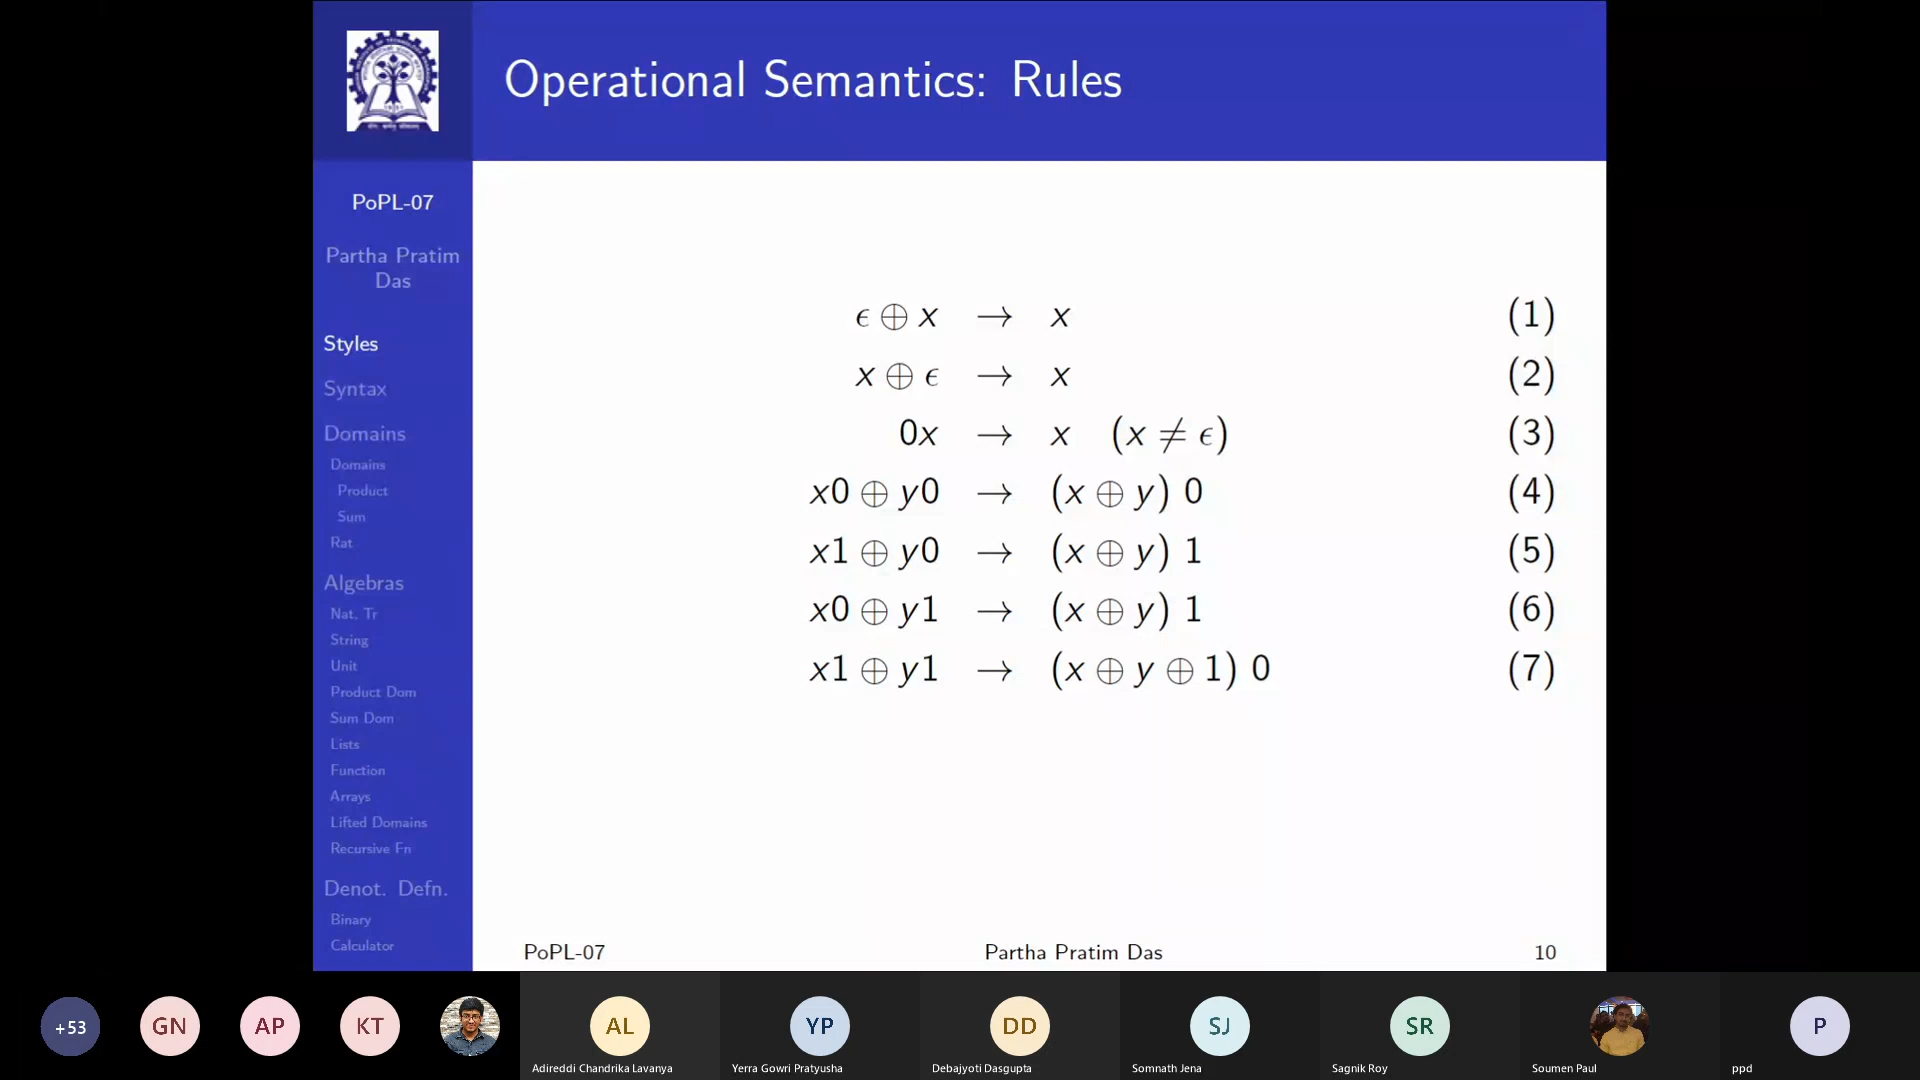 Operational Semantics: Rules
PoPL-07
Partha Pratim
Das
Styles
Syntax
Domains
Domains
Product
Sum
Rat
Algebras
Nat. Tr
String
Unit
Product Dom
Sum Dom
Lists
Function
Arrays
Lifted Domains
Recursive Fn
Denot. Defn.
Binary
Calculator
ϵ ⊕ x → x (1)
x ⊕ ϵ → x (2)
0x → x (x ≠ ϵ) (3)
x0 ⊕ y0 → (x ⊕ y) 0 (4)
x1 ⊕ y0 → (x ⊕ y) 1 (5)
x0 ⊕ y1 → (x ⊕ y) 1 (6)
x1 ⊕ y1 → (x ⊕ y ⊕ 1) 0 (7)
PoPL-07 Partha Pratim Das 10
+53 GN AP KT AL YP DD SJ SR P
Adireddi Chandrika Lavanya Yerra Gowri Pratyusha Debajyoti Dasgupta Somnath Jena Sagnik Roy Soumen Paul ppd